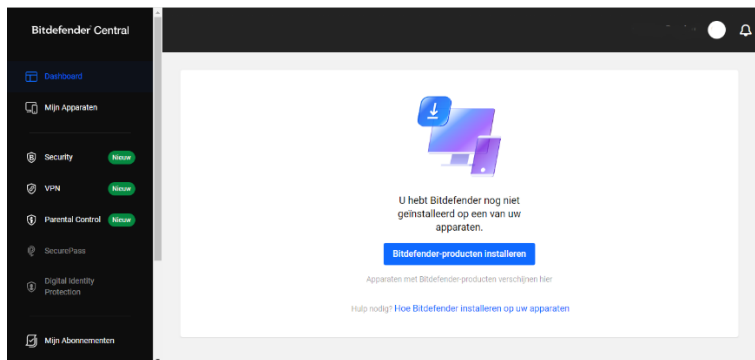 Bitdefender Central
Dashboard
Mijn Apparaten
Security Nieuw
VPN Nieuw
Parental Control Nieuw
SecurePass
Digital Identity
Protection
Mijn Abonnementen
U hebt Bitdefender nog niet
geïnstalleerd op een van uw
apparaten.
Bitdefender-producten installeren
Apparaten met Bitdefender-producten verschijnen hier
Hulp nodig? Hoe Bitdefender installeren op uw apparaten